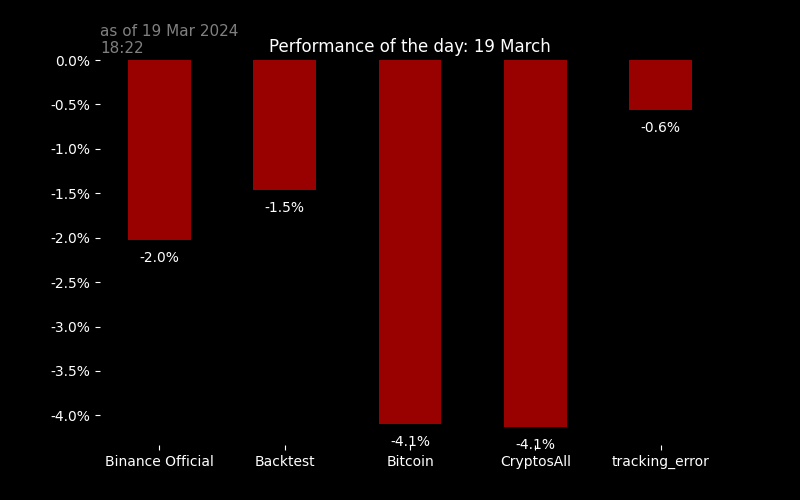 as of 19 Mar 2024
18:22
Performance of the day: 19 March
0.0%
-0.5%
-1.0%
-1.5%
-2.0%
-2.5%
-3.0%
-3.5%
-4.0%
-2.0%
-1.5%
-4.1%
-4.1%
-0.6%
Binance Official
Backtest
Bitcoin
CryptosAll
tracking_error